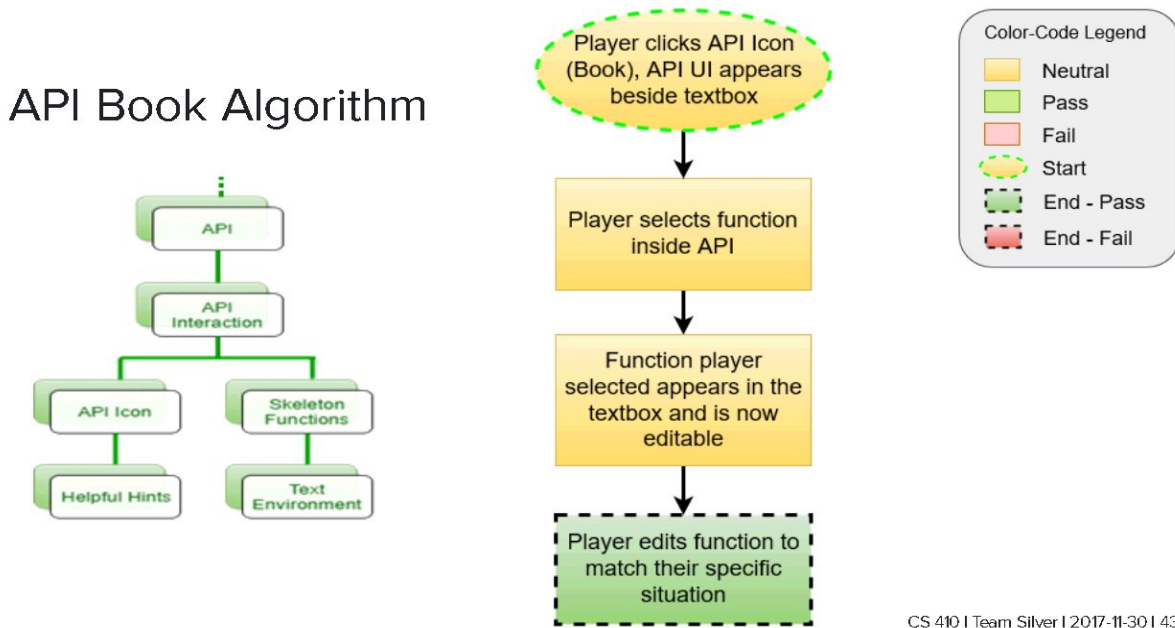 API Book Algorithm
API
API
Interaction
API Icon
Skeleton
Functions
Helpful Hints
Text
Environment
Player clicks API Icon
(Book), API UI appears
beside textbox
Player selects function
inside API
Function player
selected appears in the
textbox and is now
editable
Player edits function to
match their specific
situation
Color-Code Legend
Neutral
Pass
Fail
Start
End - Pass
End - Fail
CS 410 | Team Silver | 2017-11-30 | 43